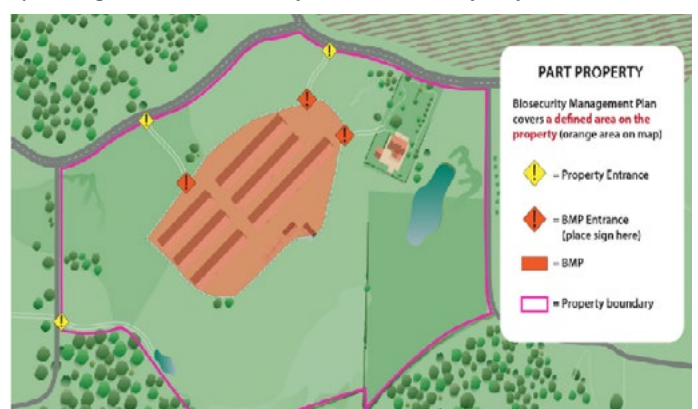 PART PROPERTY
Biosecurity Management Plan
covers a defined area on the
property (orange area on map)
= Property Entrance
= BMP Entrance
(place sign here)
= BMP
= Property boundary